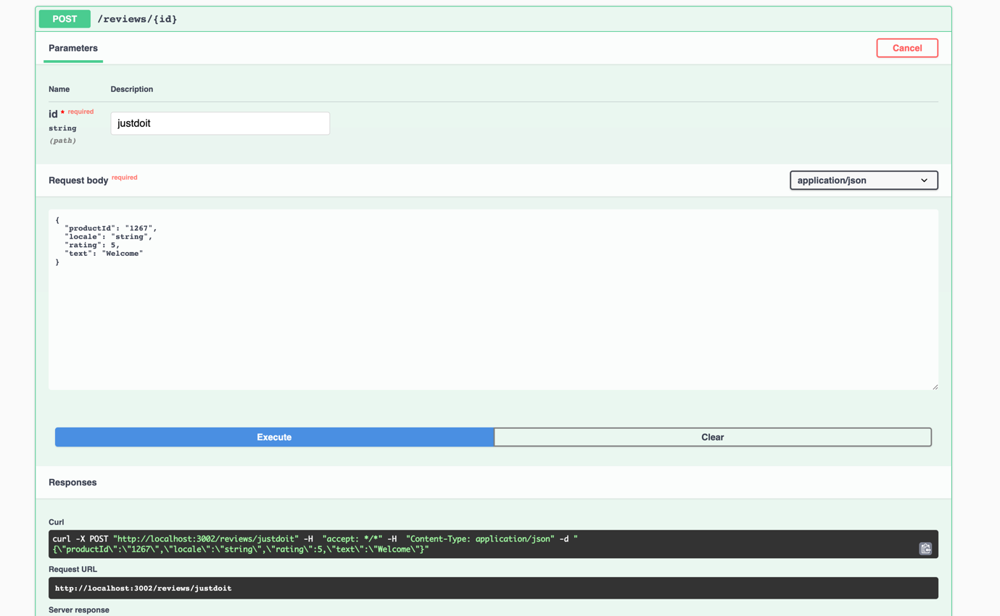 POST /reviews/{id}
Parameters
Cancel
Name Description
id * required
justdoit
string
(path)
Request body required
application/json
{
  "productId": "1267",
  "locale": "string",
  "rating": 5,
  "text": "Welcome"
}
Execute
Clear
Responses
Curl
curl -X POST "http://localhost:3002/reviews/justdoit" -H  "accept: */*" -H  "Content-Type: application/json" -d "
{\"productId\":\"1267\",\"locale\":\"string\",\"rating\":5,\"text\":\"Welcome\"}"
Request URL
http://localhost:3002/reviews/justdoit
Server response